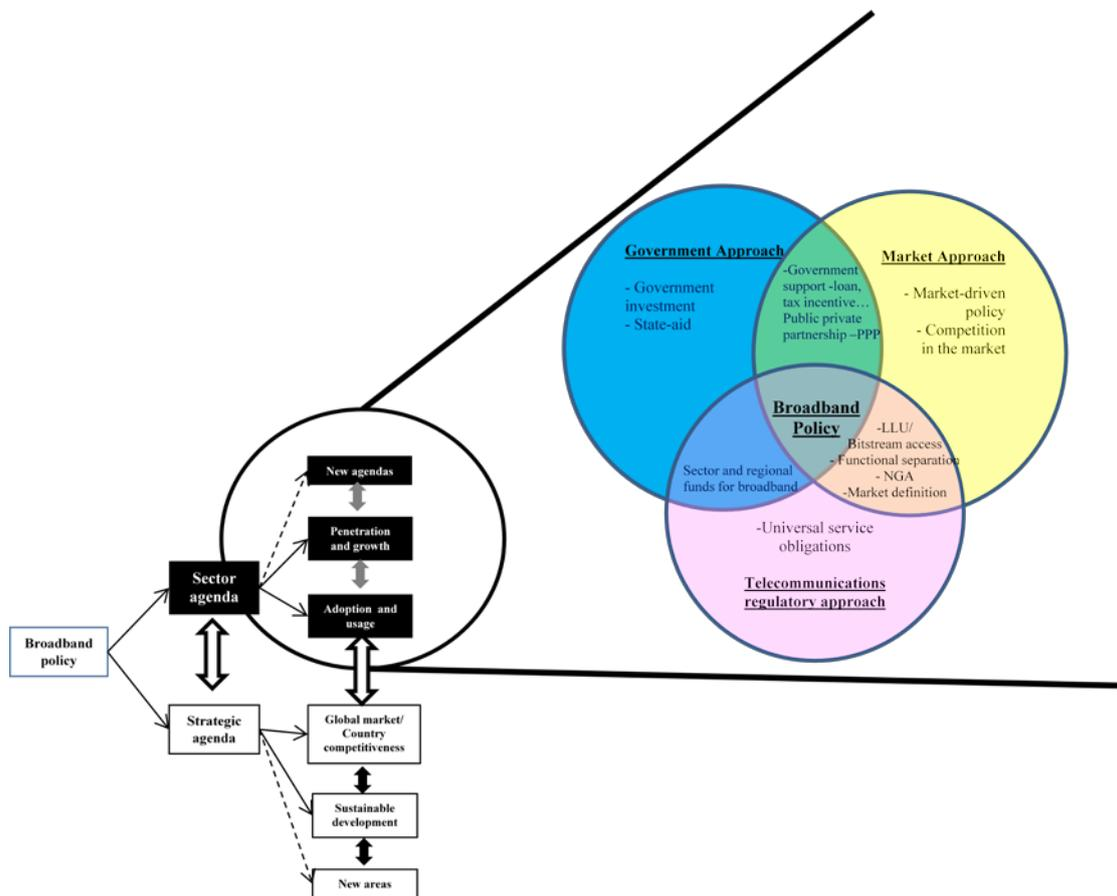 Government Approach
- Government
investment
- State-aid
-Government
support -loan,
tax incentive…
Public private
partnership –PPP
Market Approach
- Market-driven
policy
- Competition
in the market
Broadband
Policy
-LLU/
Bitstream access
- Functional separation
- NGA
-Market definition
Sector and regional
funds for broadband
-Universal service
obligations
Telecommunications
regulatory approach
Broadband
policy
Sector
agenda
New agendas
Penetration
and growth
Adoption and
usage
Strategic
agenda
Global market/
Country
competitiveness
Sustainable
development
New areas